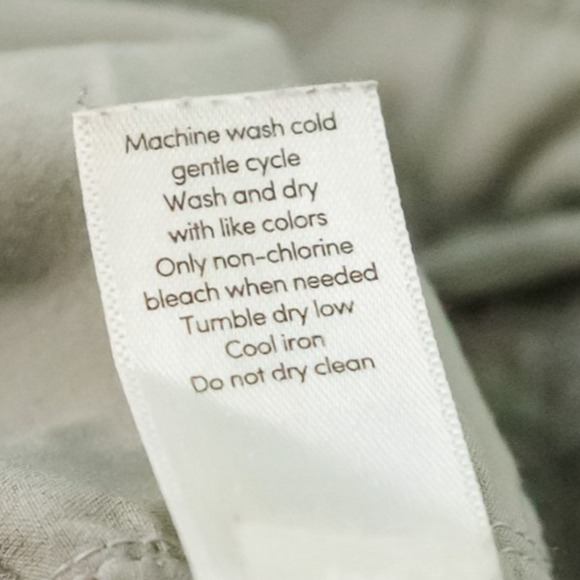 Machine wash cold
gentle cycle
Wash and dry
with like colors
Only non-chlorine
bleach when needed
Tumble dry low
Cool iron
Do not dry clean